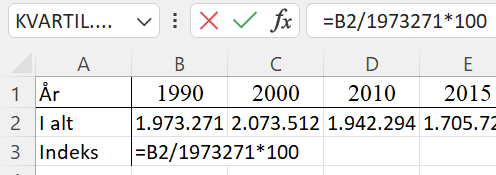 KVARTIL.... fx =B2/1973271*100
A B C D E
1 År 1990 2000 2010 2015
2 I alt 1.973.271 2.073.512 1.942.294 1.705.72
3 Indeks =B2/1973271*100